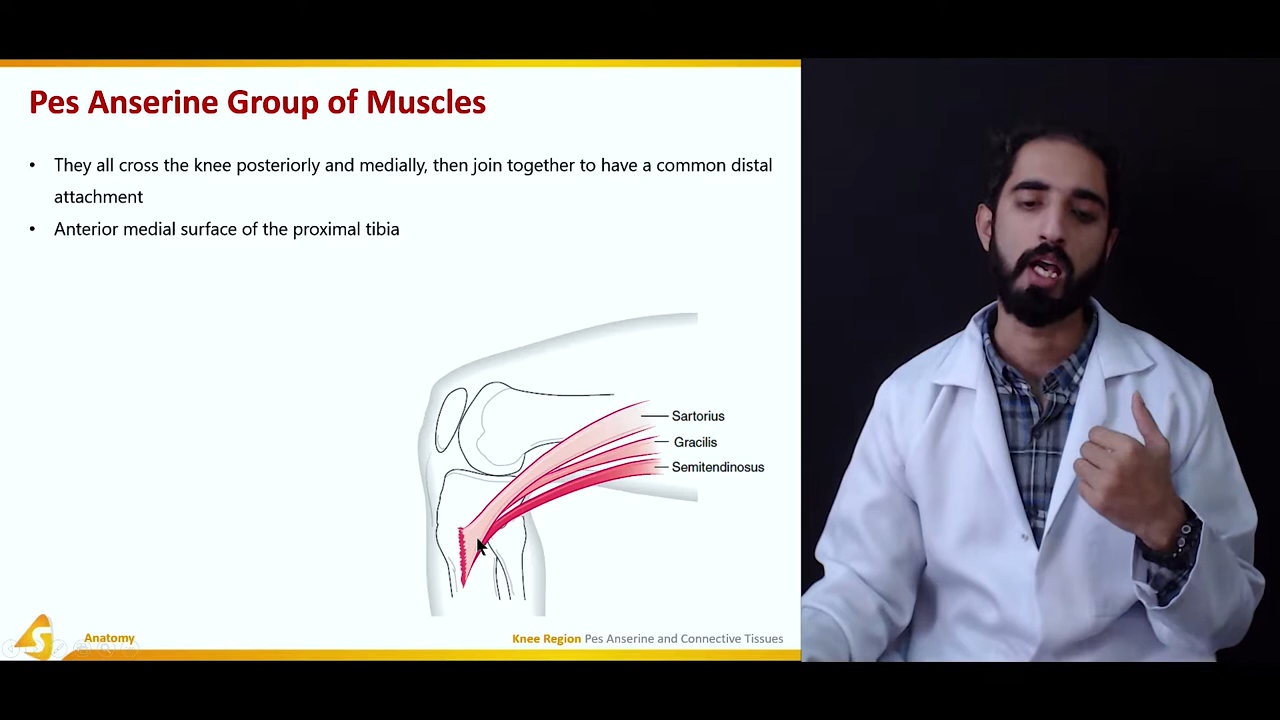 Pes Anserine Group of Muscles
• They all cross the knee posteriorly and medially, then join together to have a common distal
attachment
• Anterior medial surface of the proximal tibia
Sartorius
Gracilis
Semitendinosus
S
Anatomy
Knee Region Pes Anserine and Connective Tissues